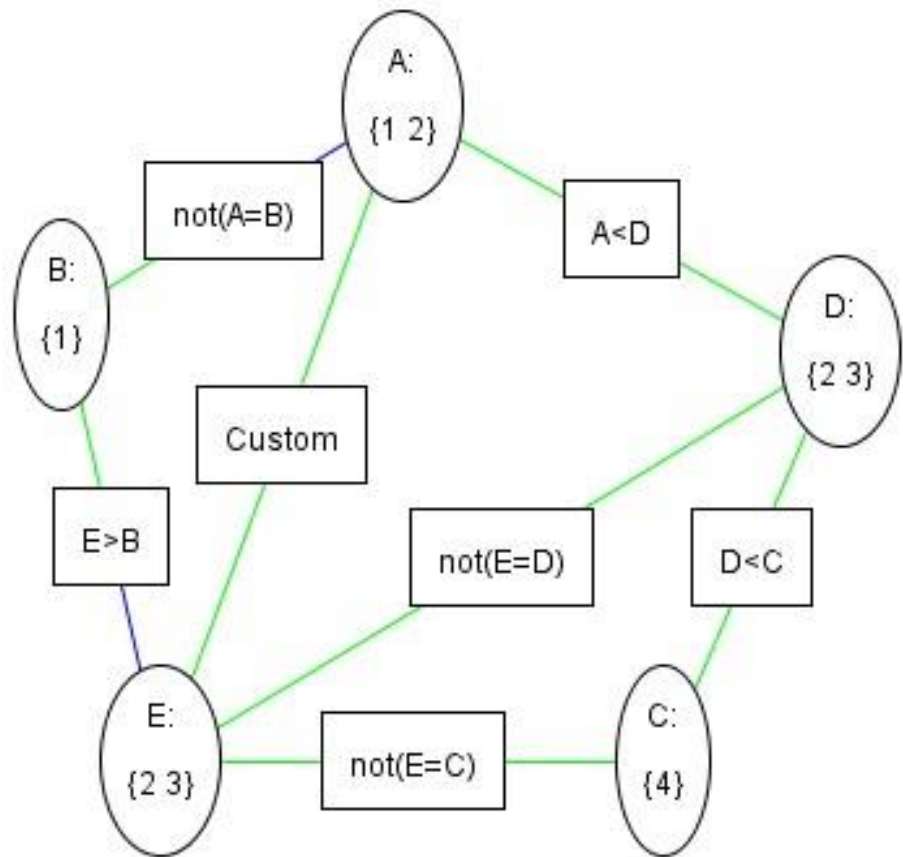 A:
{1 2}
not(A=B)
A<D
B:
{1}
D:
{2 3}
Custom
E>B
not(E=D)
D<C
E:
{2 3}
not(E=C)
C:
{4}